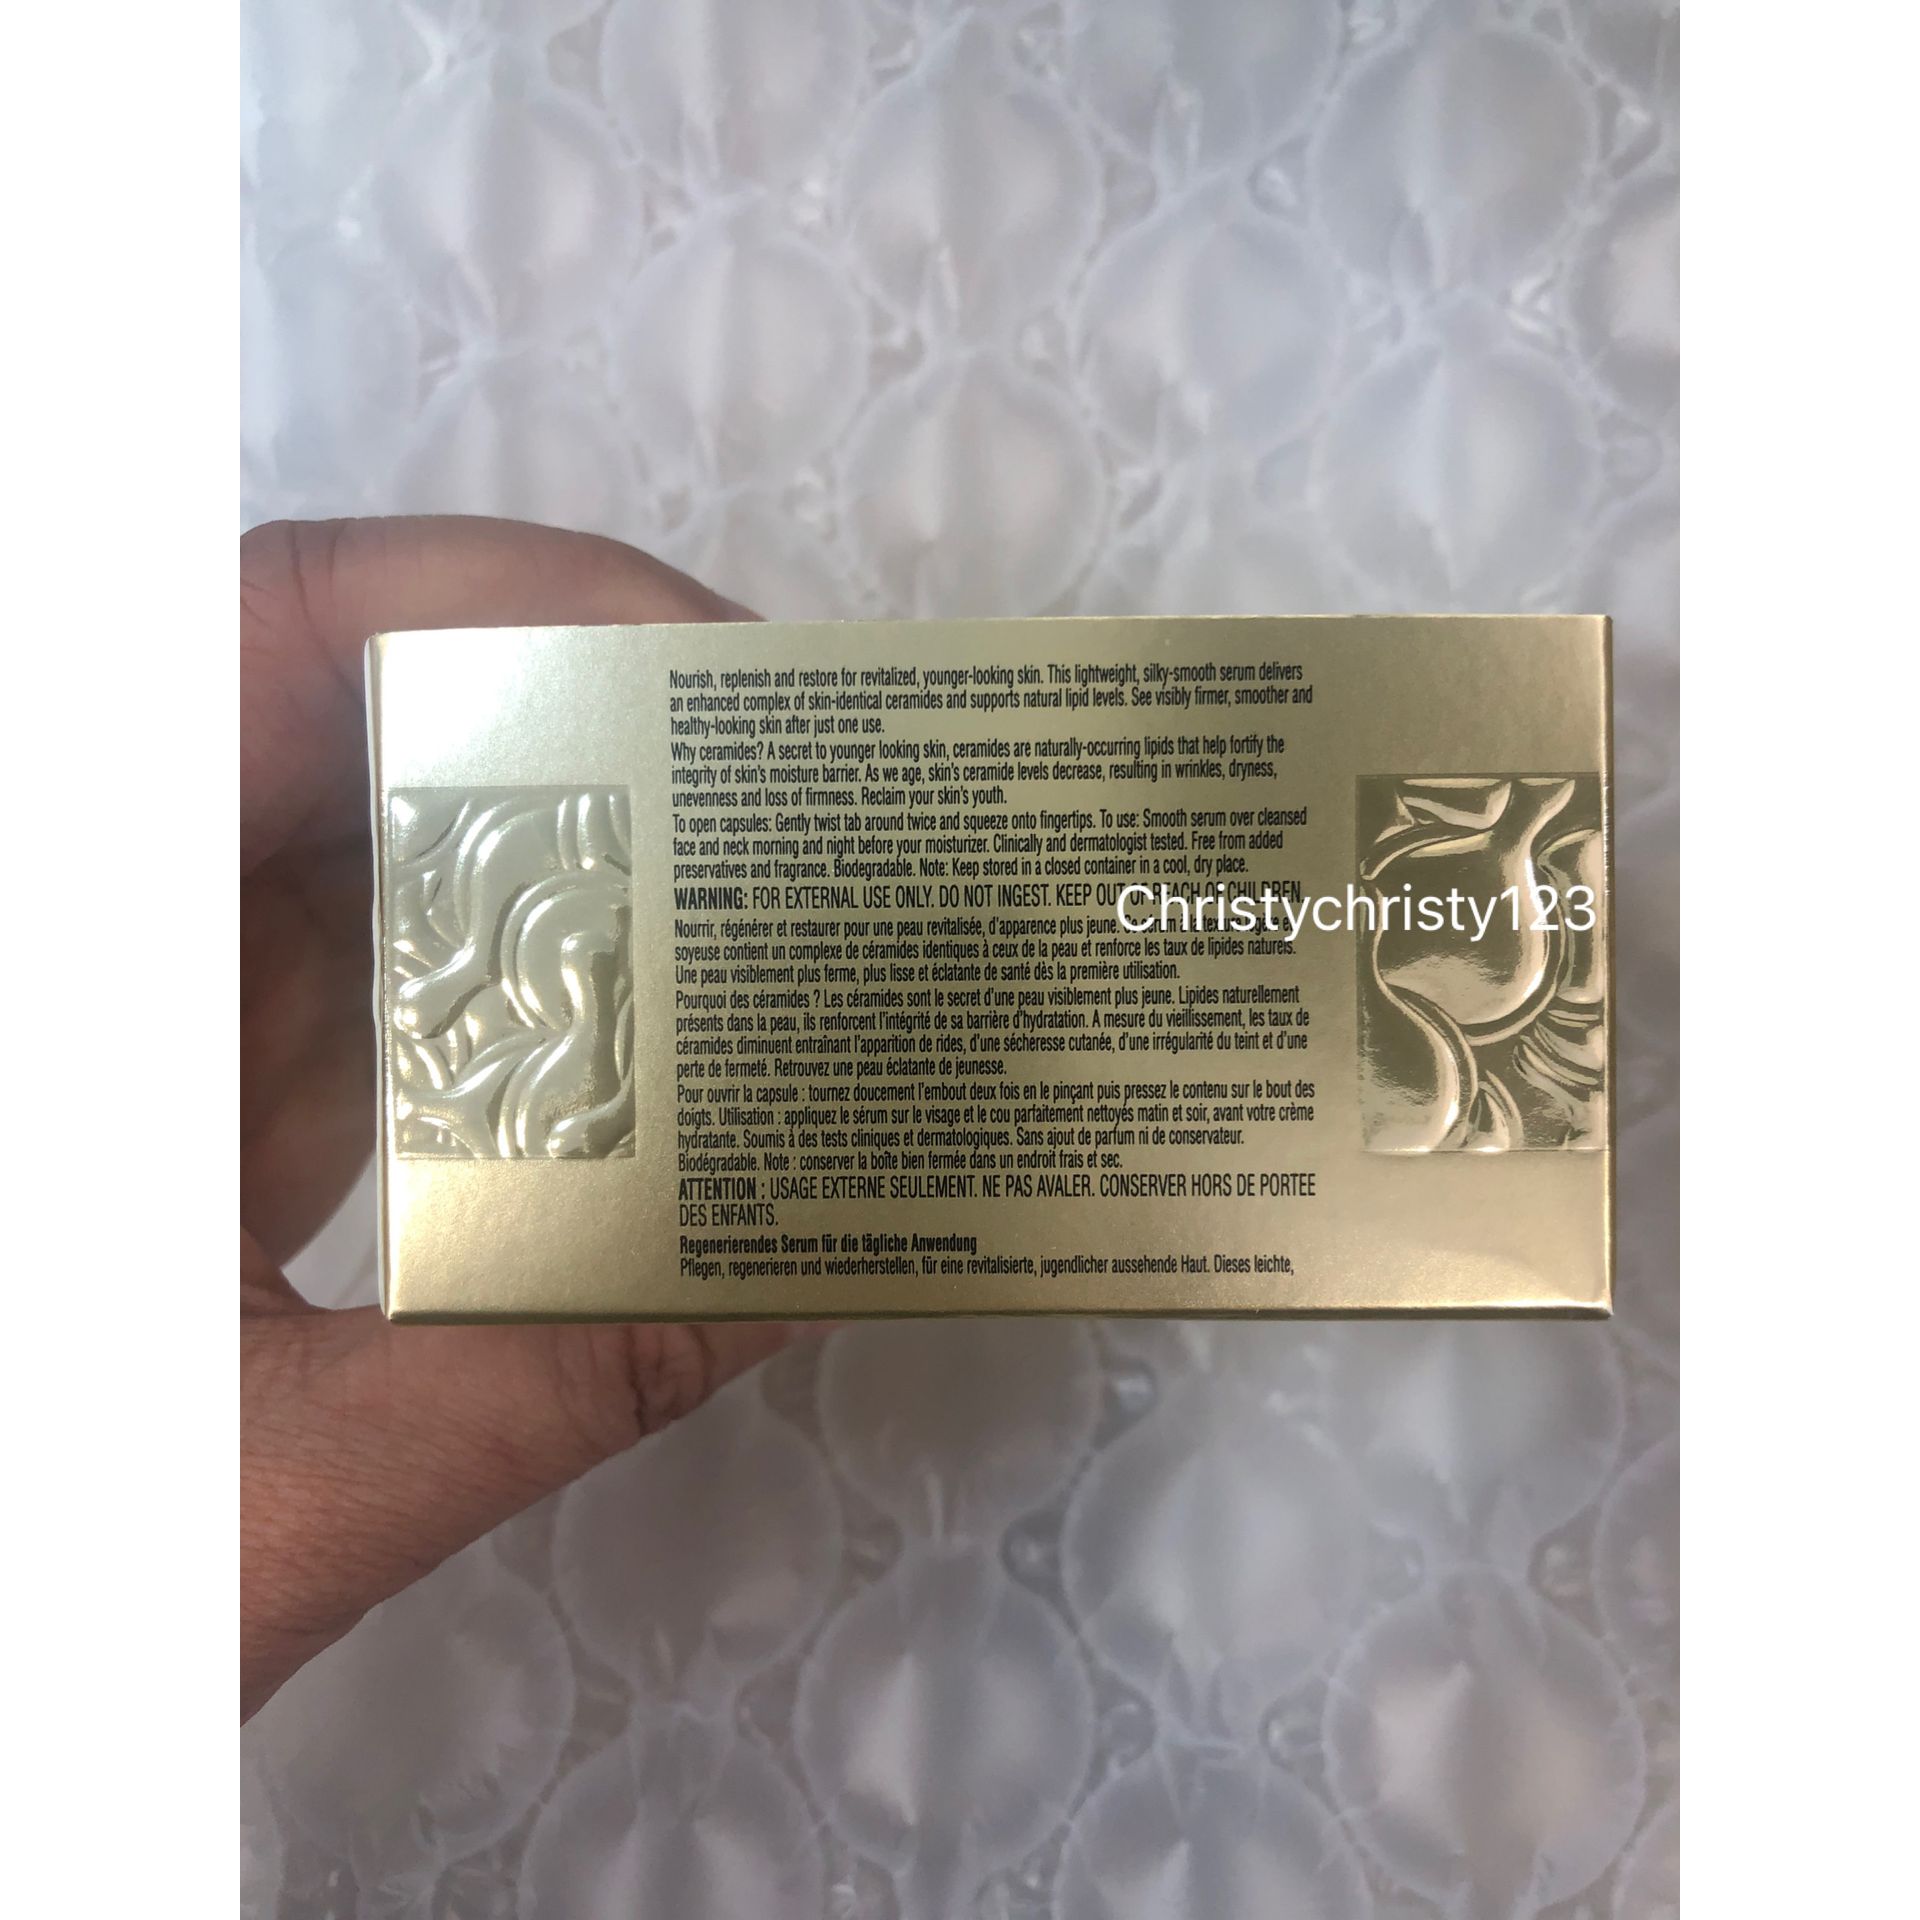 Nourish, replenish and restore for revitalized, younger-looking skin. This lightweight, silky-smooth serum delivers
an enhanced complex of skin-identical ceramides and supports natural lipid levels. See visibly firmer, smoother and
healthy-looking skin after just one use.
Why ceramides? A secret to younger looking skin, ceramides are naturally-occurring lipids that help fortify the
integrity of skin's moisture barrier. As we age, skin's ceramide levels decrease, resulting in wrinkles, dryness,
unevenness and loss of firmness. Reclaim your skin's youth.
To open capsules: Gently twist tab around twice and squeeze onto fingertips. To use: Smooth serum over cleansed
face and neck morning and night before your moisturizer. Clinically and dermatologist tested. Free from added
preservatives and fragrance. Biodegradable. Note: Keep stored in a closed container in a cool, dry place.
WARNING: FOR EXTERNAL USE ONLY. DO NOT INGEST. KEEP OUT OF REACH OF CHILDREN.
Christychristy123
Nourrir, régénérer et restaurer pour une peau revitalisée, d'apparence plus jeune. Ce sérum à la texture légère et
soyeuse contient un complexe de céramides identiques à ceux de la peau et renforce les taux de lipides naturels.
Une peau visiblement plus ferme, plus lisse et éclatante de santé dès la première utilisation.
Pourquoi des céramides ? Les céramides sont le secret d'une peau visiblement plus jeune. Lipides naturellement
présents dans la peau, ils renforcent l'intégrité de sa barrière d'hydratation. A mesure du vieillissement, les taux de
céramides diminuent entraînant l'apparition de rides, d'une sécheresse cutanée, d'une irrégularité du teint et d'une
perte de fermeté. Retrouvez une peau éclatante de jeunesse.
Pour ouvrir la capsule : tournez doucement l'embout deux fois en le pinçant puis pressez le contenu sur le bout des
doigts. Utilisation : appliquez le sérum sur le visage et le cou parfaitement nettoyés matin et soir, avant votre crème
hydratante. Soumis à des tests cliniques et dermatologiques. Sans ajout de parfum ni de conservateur.
Biodégradable. Note : conserver la boîte bien fermée dans un endroit frais et sec.
ATTENTION : USAGE EXTERNE SEULEMENT. NE PAS AVALER. CONSERVER HORS DE PORTEE
DES ENFANTS.
Regenerierendes Serum für die tägliche Anwendung
Pflegen, regenerieren und wiederherstellen, für eine revitalisierte, jugendlicher aussehende Haut. Dieses leichte,